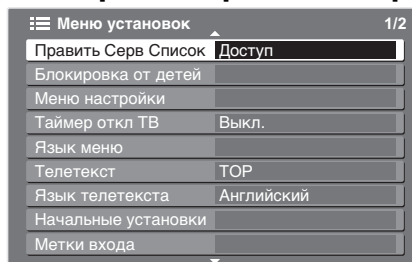 Меню установок 1/2
Править Серв Список Доступ
Блокировка от детей
Меню настройки
Таймер откл ТВ Выкл.
Язык меню
Телетекст TOP
Язык телетекста Английский
Начальные установки
Метки входа